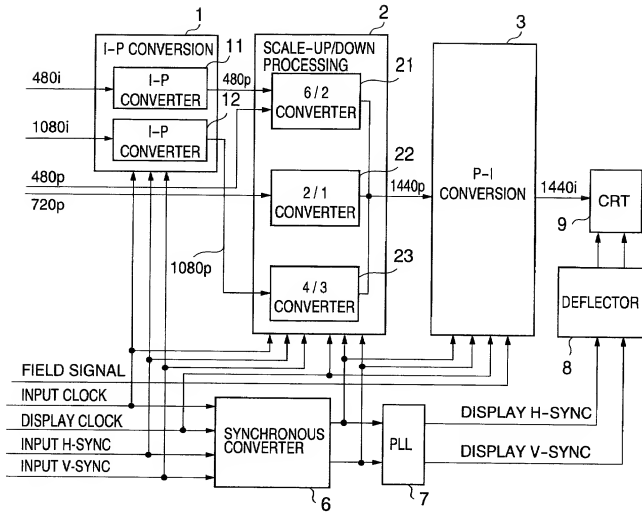 1
2
3
I-P CONVERSION
11
I-P
CONVERTER
12
I-P
CONVERTER
480i
1080i
480p
720p
480p
1080p
SCALE-UP/DOWN
PROCESSING
21
6/2
CONVERTER
22
2/1
CONVERTER
23
4/3
CONVERTER
1440p
P-I
CONVERSION
1440i
CRT
9
DEFLECTOR
8
FIELD SIGNAL
INPUT CLOCK
DISPLAY CLOCK
INPUT H-SYNC
INPUT V-SYNC
SYNCHRONOUS
CONVERTER
6
PLL
7
DISPLAY H-SYNC
DISPLAY V-SYNC